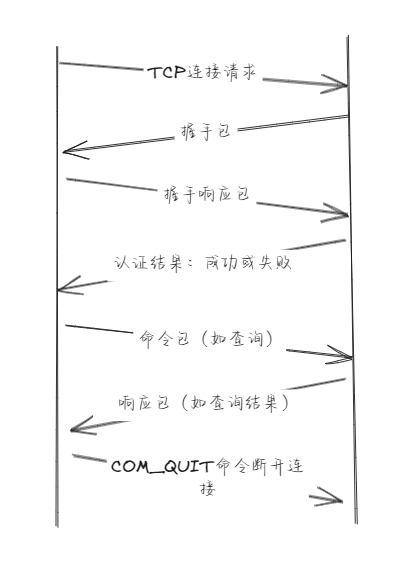 TCP连接请求
握手包
握手响应包
认证结果：成功或失败
命令包（如查询）
响应包（如查询结果）
COM_QUIT命令断开连
接